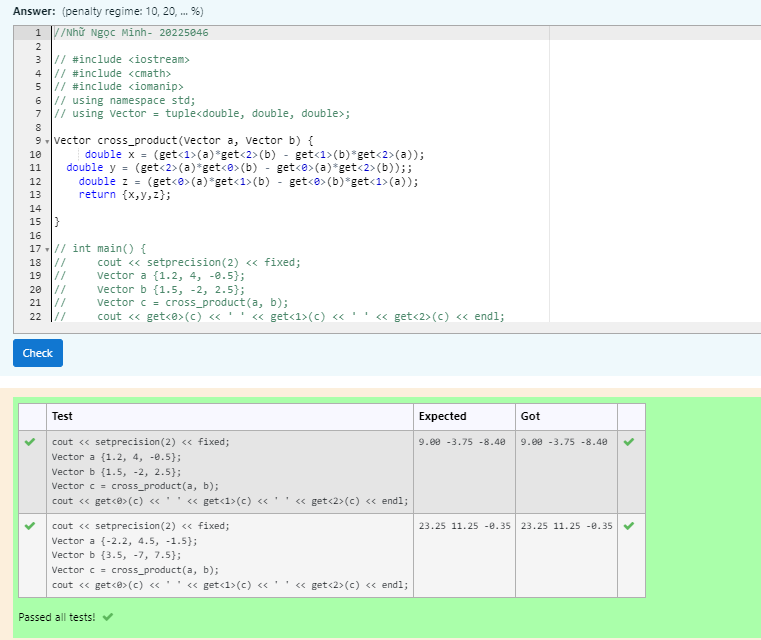 Answer: (penalty regime: 10, 20, ... %)
1 //Nhữ Ngọc Minh- 20225046
2
3 // #include <iostream>
4 // #include <cmath>
5 // #include <iomanip>
6 // using namespace std;
7 // using Vector = tuple<double, double, double>;
8
9 Vector cross_product(Vector a, Vector b) {
10 double x = (get<1>(a)*get<2>(b) - get<1>(b)*get<2>(a));
11 double y = (get<2>(a)*get<0>(b) - get<0>(a)*get<2>(b));;
12 double z = (get<0>(a)*get<1>(b) - get<0>(b)*get<1>(a));
13 return {x,y,z};
14
15 }
16
17 // int main() {
18 // cout << setprecision(2) << fixed;
19 // Vector a {1.2, 4, -0.5};
20 // Vector b {1.5, -2, 2.5};
21 // Vector c = cross_product(a, b);
22 // cout << get<0>(c) << ' ' << get<1>(c) << ' ' << get<2>(c) << endl;
Check
Test Expected Got
cout << setprecision(2) << fixed; 9.00 -3.75 -8.40 9.00 -3.75 -8.40
Vector a {1.2, 4, -0.5};
Vector b {1.5, -2, 2.5};
Vector c = cross_product(a, b);
cout << get<0>(c) << ' ' << get<1>(c) << ' ' << get<2>(c) << endl;
cout << setprecision(2) << fixed; 23.25 11.25 -0.35 23.25 11.25 -0.35
Vector a {-2.2, 4.5, -1.5};
Vector b {3.5, -7, 7.5};
Vector c = cross_product(a, b);
cout << get<0>(c) << ' ' << get<1>(c) << ' ' << get<2>(c) << endl;
Passed all tests!